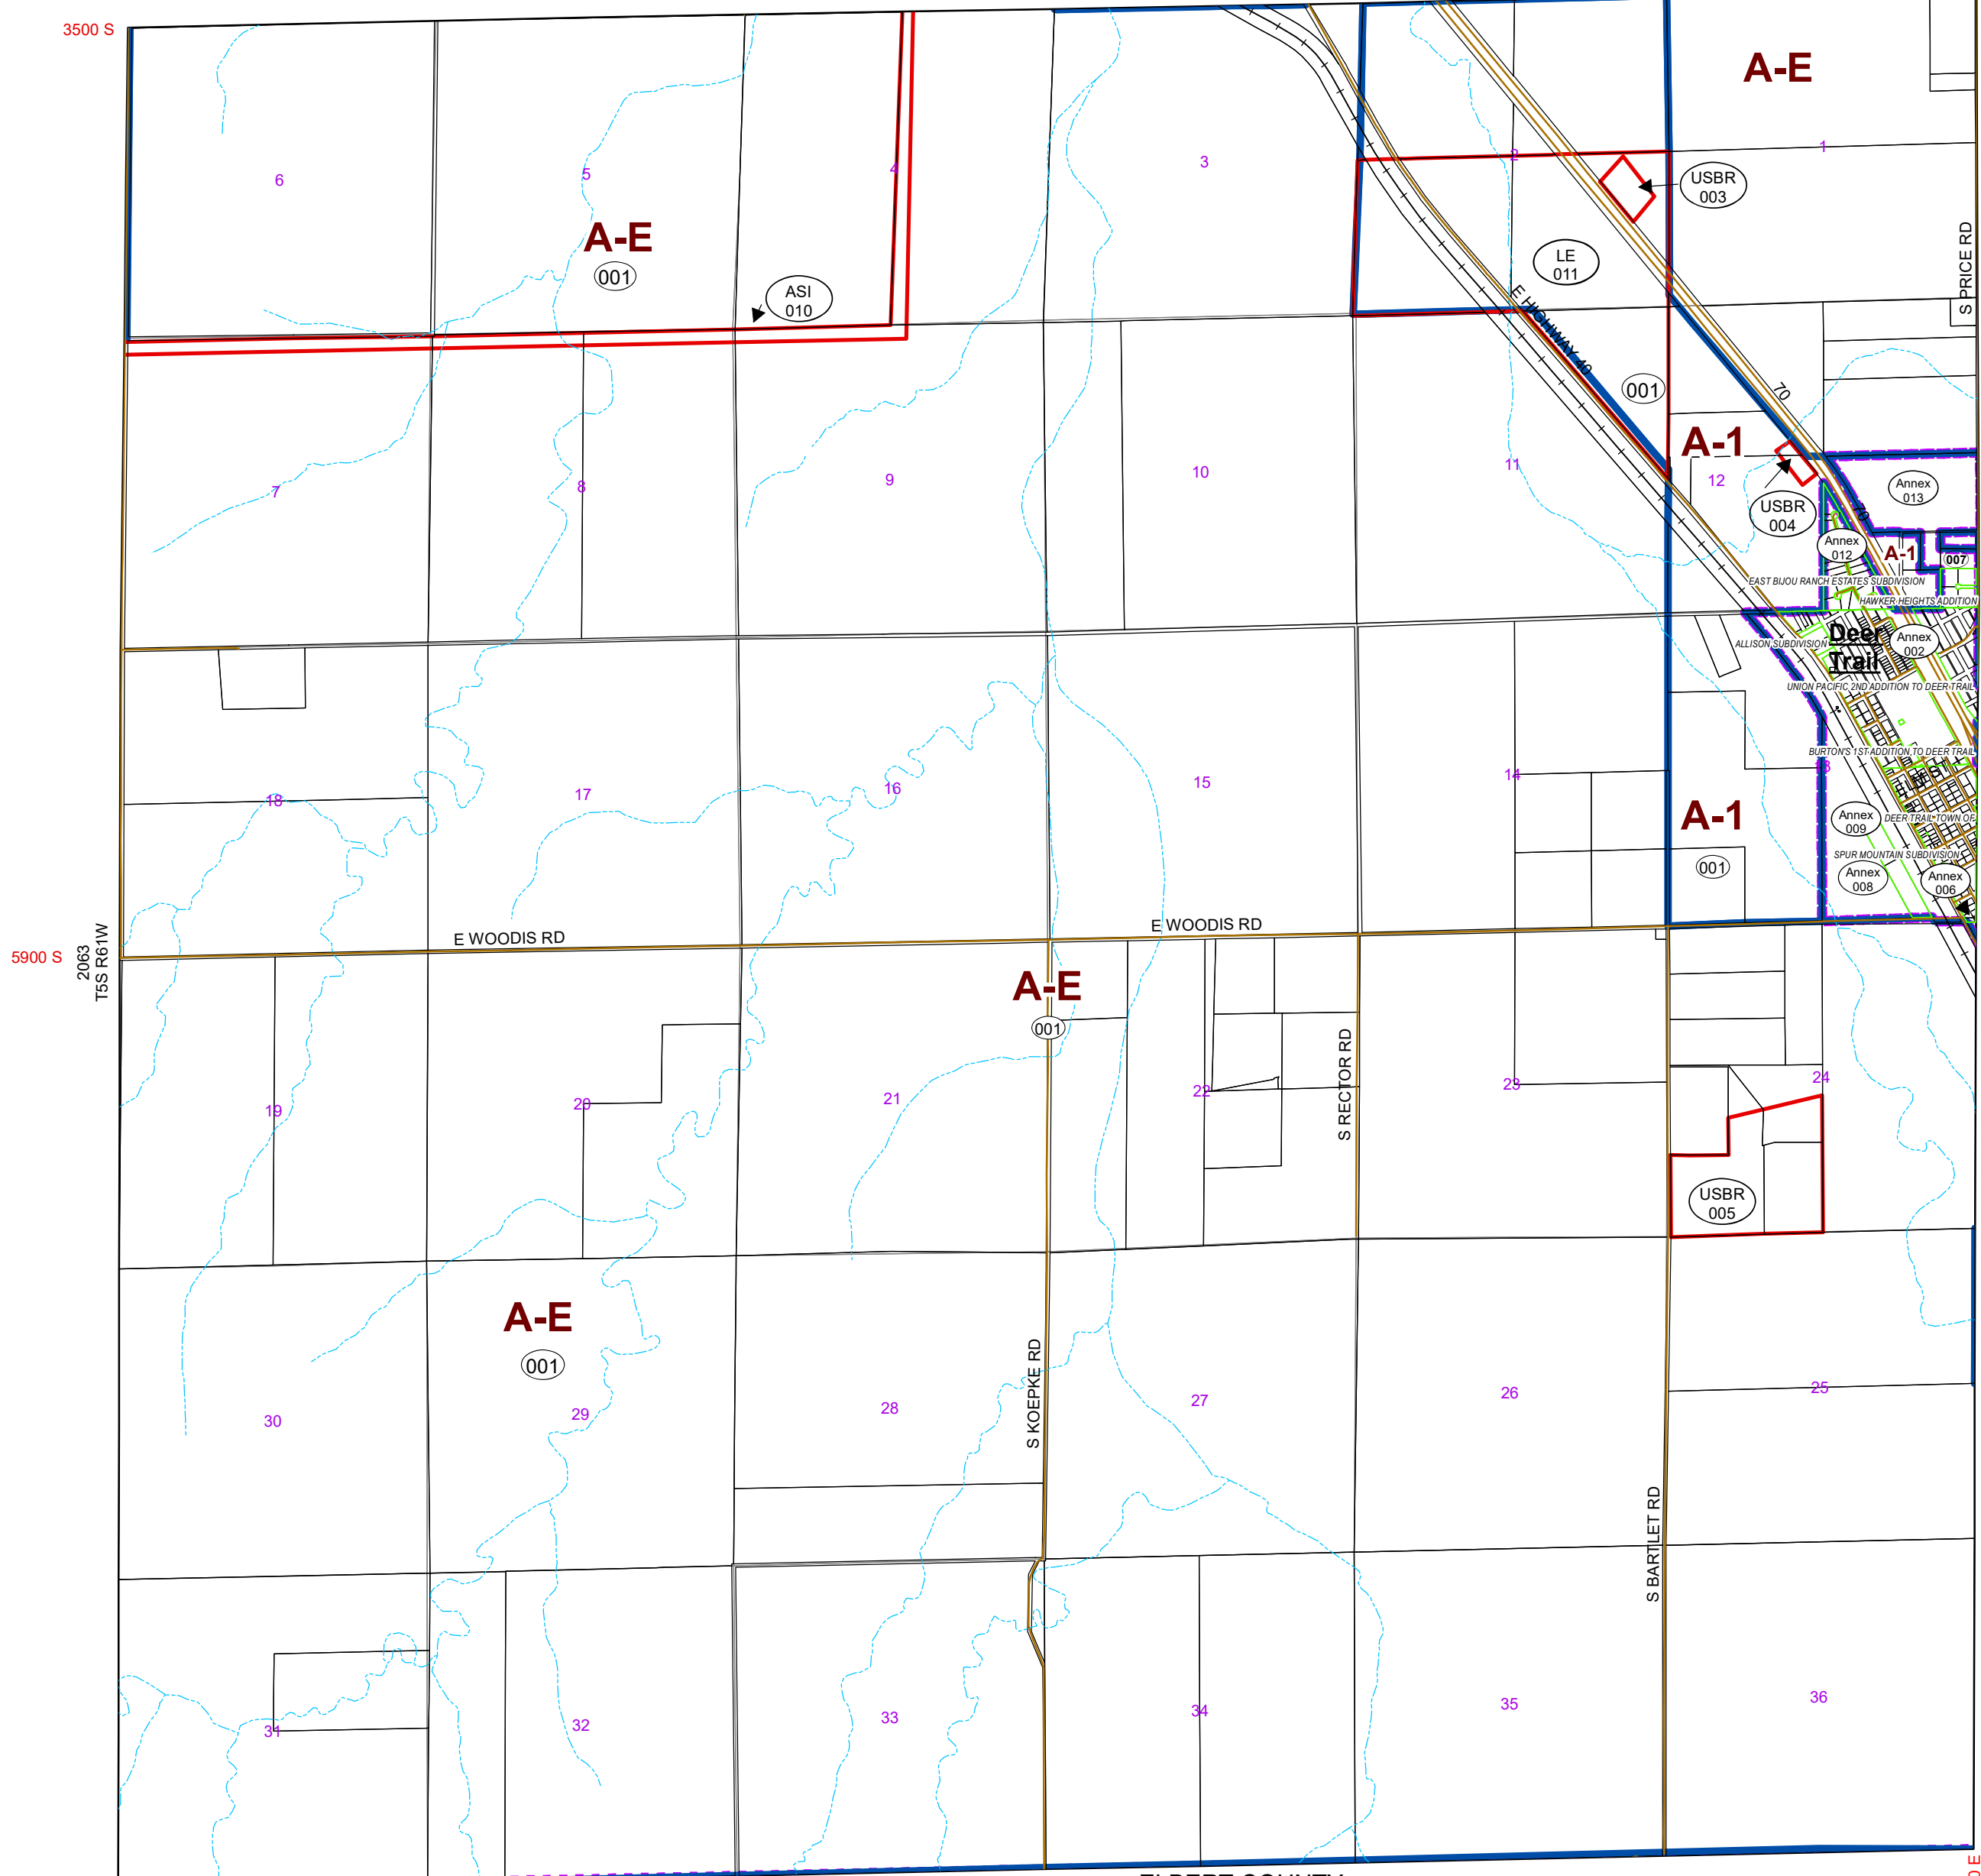 3500 S
A-E
6
5
4
3
2
1
USBR
003
A-E
001
ASI
010
LE
011
S PRICE RD
E HIGHWAY 40
001
70
A-1
7
8
9
10
11
12
USBR
004
Annex
013
70
Annex
012
A-1
007
EAST BIJOU RANCH ESTATES SUBDIVISION
HAWKER HEIGHTS ADDITION
Deer
Trail
Annex
002
ALLISON SUBDIVISION
UNION PACIFIC 2ND ADDITION TO DEER TRAIL
BURTON'S 1ST ADDITION TO DEER TRAIL
18
17
16
15
14
13
A-1
001
Annex
009
DEER TRAIL TOWN OF
SPUR MOUNTAIN SUBDIVISION
Annex
008
Annex
006
E WOODIS RD
E WOODIS RD
5900 S
2063
T5S R61W
A-E
001
S RECTOR RD
19
20
21
22
23
24
USBR
005
A-E
001
S KOEPKE RD
30
29
28
27
26
25
S BARTLET RD
31
32
33
34
35
36